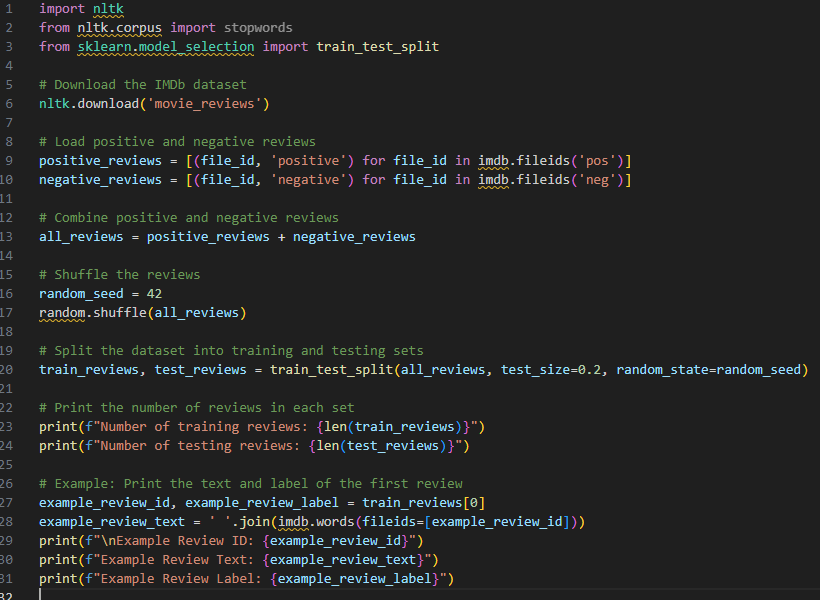 1 import nltk
2 from nltk.corpus import stopwords
3 from sklearn.model_selection import train_test_split
4
5 # Download the IMDb dataset
6 nltk.download('movie_reviews')
7
8 # Load positive and negative reviews
9 positive_reviews = [(file_id, 'positive') for file_id in imdb.fileids('pos')]
10 negative_reviews = [(file_id, 'negative') for file_id in imdb.fileids('neg')]
11
12 # Combine positive and negative reviews
13 all_reviews = positive_reviews + negative_reviews
14
15 # Shuffle the reviews
16 random_seed = 42
17 random.shuffle(all_reviews)
18
19 # Split the dataset into training and testing sets
20 train_reviews, test_reviews = train_test_split(all_reviews, test_size=0.2, random_state=random_seed)
21
22 # Print the number of reviews in each set
23 print(f"Number of training reviews: {len(train_reviews)}")
24 print(f"Number of testing reviews: {len(test_reviews)}")
25
26 # Example: Print the text and label of the first review
27 example_review_id, example_review_label = train_reviews[0]
28 example_review_text = ' '.join(imdb.words(fileids=[example_review_id]))
29 print(f"\nExample Review ID: {example_review_id}")
30 print(f"Example Review Text: {example_review_text}")
31 print(f"Example Review Label: {example_review_label}")
32